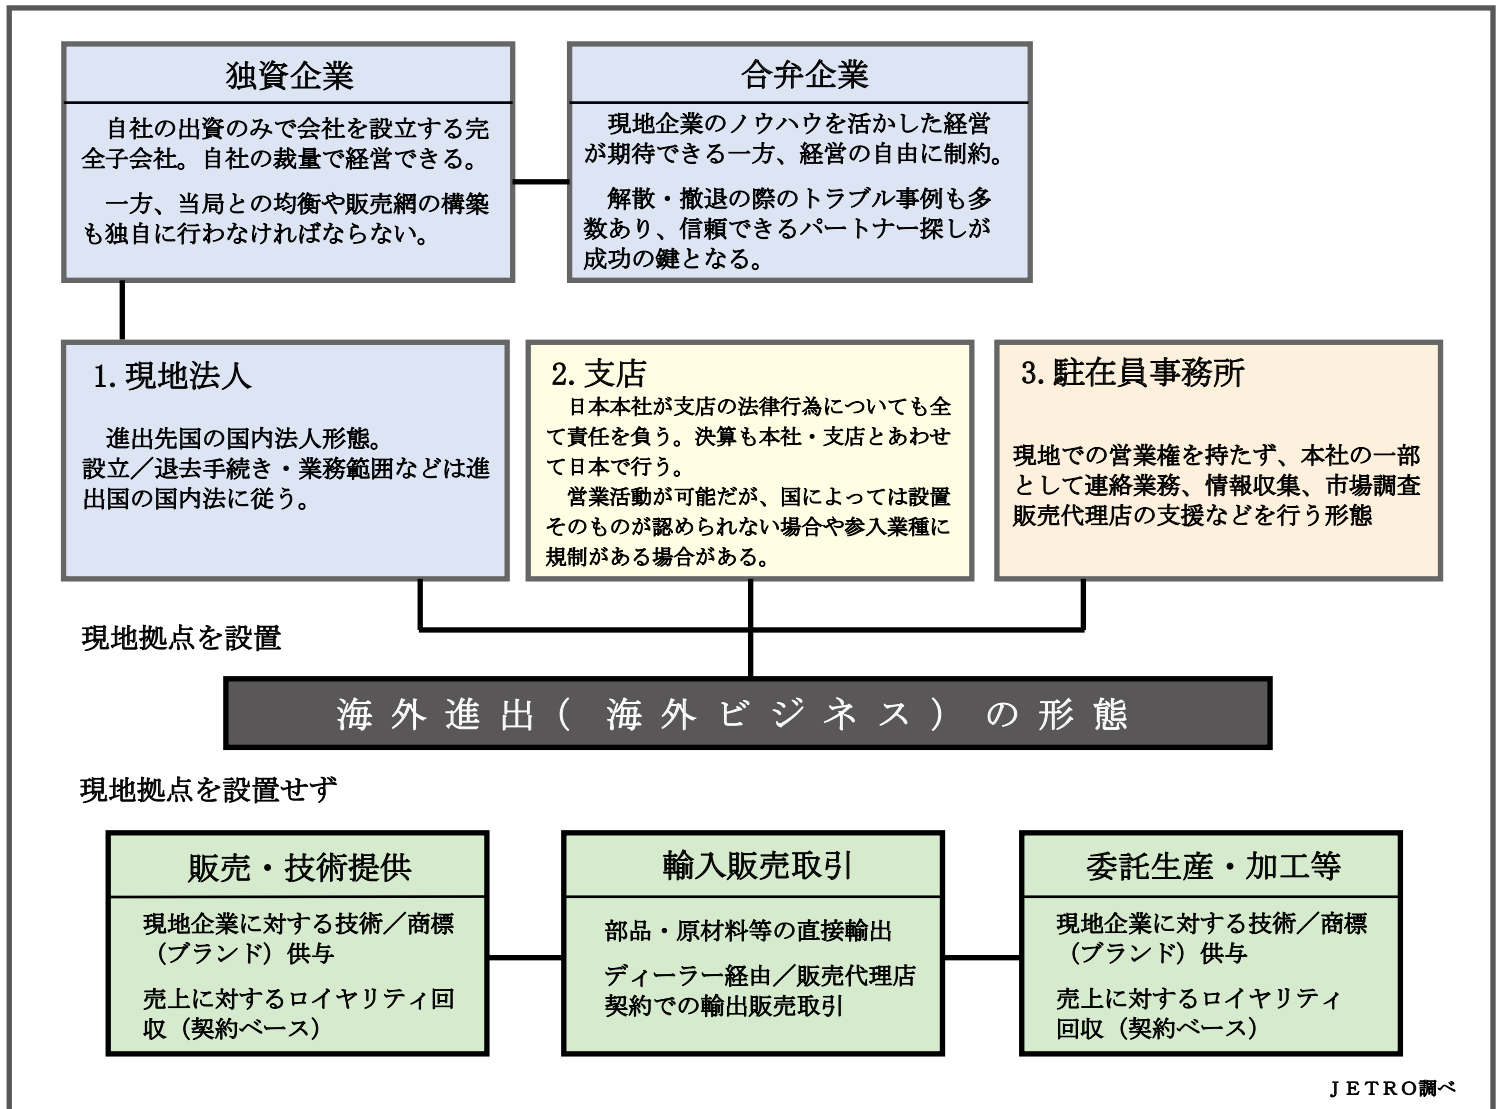 独資企業
自社の出資のみで会社を設立する完
全子会社。自社の裁量で経営できる。
一方、当局との均衡や販売網の構築
も独自に行わなければならない。
合弁企業
現地企業のノウハウを活かした経営
が期待できる一方、経営の自由に制約。
解散・撤退の際のトラブル事例も多
数あり、信頼できるパートナー探しが
成功の鍵となる。
1.現地法人
進出先国の国内法人形態。
設立／退去手続き・業務範囲などは進
出国の国内法に従う。
2.支店
日本本社が支店の法律行為についても全
て責任を負う。決算も本社・支店とあわせ
て日本で行う。
営業活動が可能だが、国によっては設置
そのものが認められない場合や参入業種に
規制がある場合がある。
3.駐在員事務所
現地での営業権を持たず、本社の一部
として連絡業務、情報収集、市場調査
販売代理店の支援などを行う形態
現地拠点を設置
海外進出（海外ビジネス）の形態
現地拠点を設置せず
販売・技術提供
現地企業に対する技術／商標
（ブランド）供与
売上に対するロイヤリティ回
収（契約ベース）
輸入販売取引
部品・原材料等の直接輸出
ディーラー経由／販売代理店
契約での輸出販売取引
委託生産・加工等
現地企業に対する技術／商標
（ブランド）供与
売上に対するロイヤリティ
回収（契約ベース）
ＪＥＴＲＯ調べ